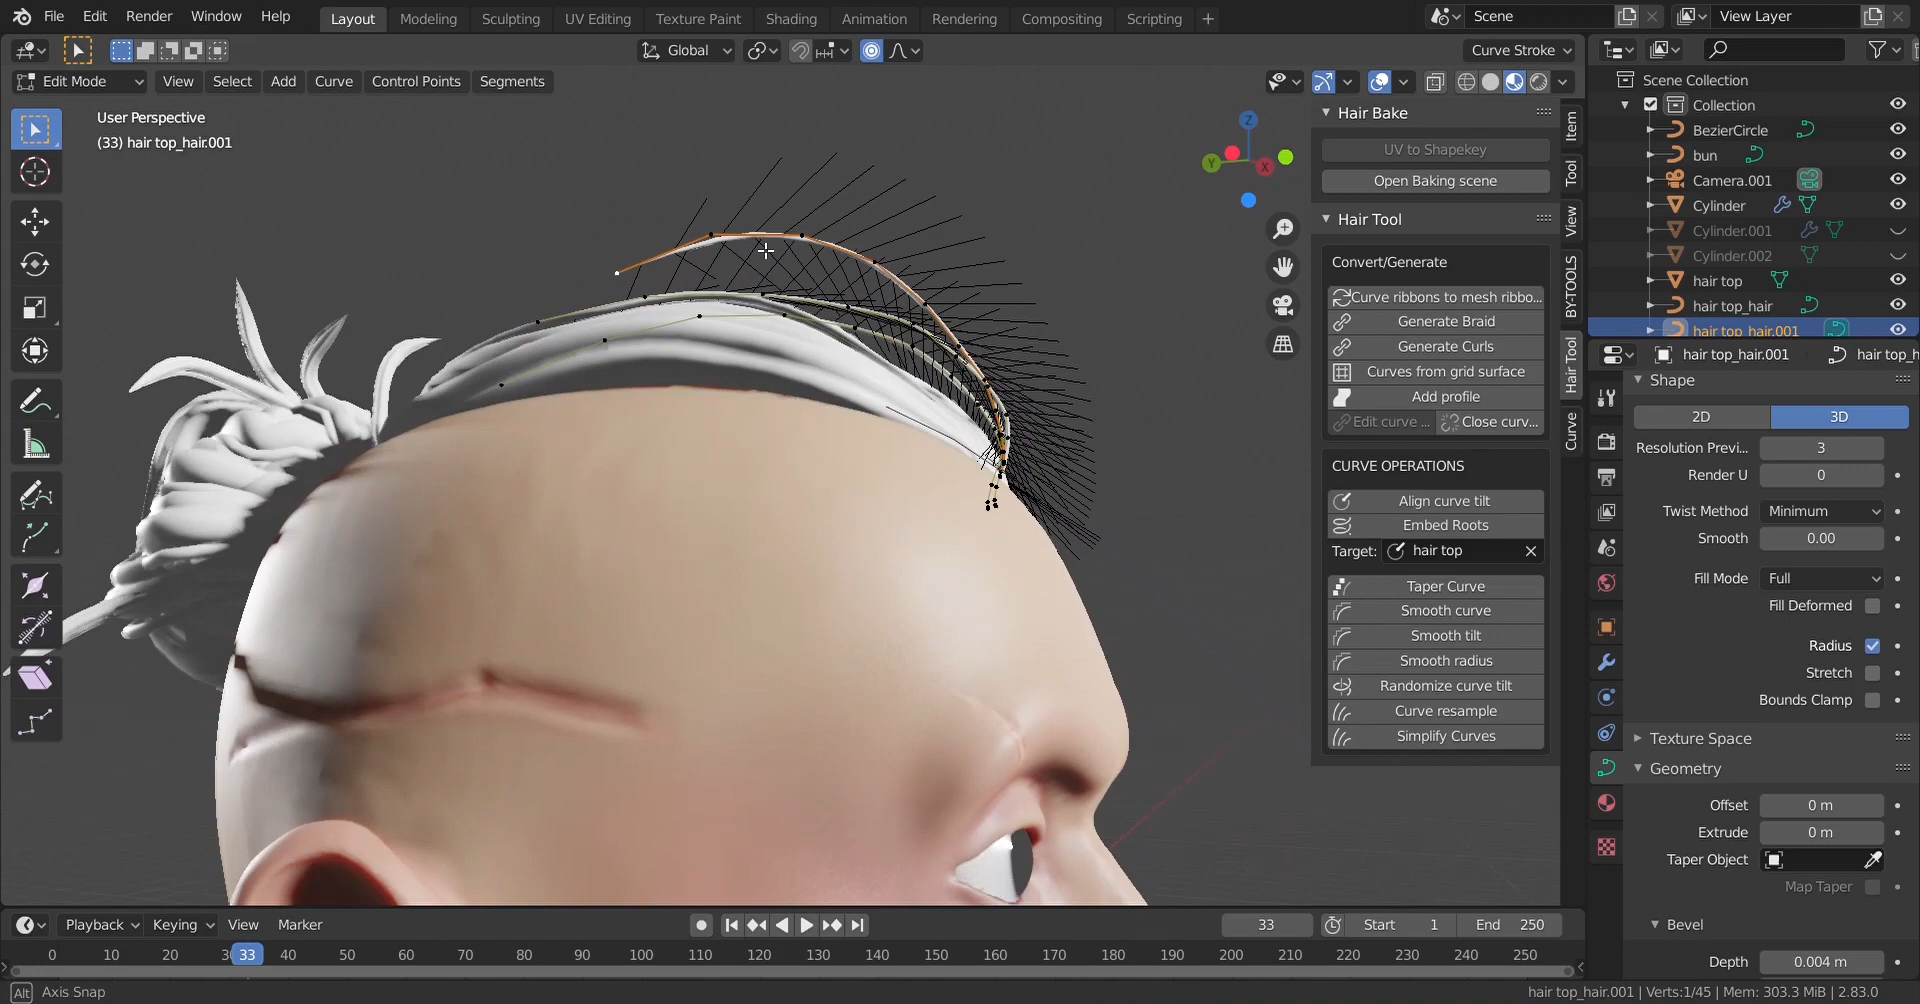 File Edit Render Window Help Layout Modeling Sculpting UV Editing Texture Paint Shading Animation Rendering Compositing Scripting + Scene View Layer
Global Curve Stroke
Edit Mode View Select Add Curve Control Points Segments
User Perspective
(33) hair top_hair.001
Z
Y
X
Hair Bake
UV to Shapekey
Open Baking scene
Hair Tool
Convert/Generate
Curve ribbons to mesh ribbo...
Generate Braid
Generate Curls
Curves from grid surface
Add profile
Edit curve ... Close curv...
CURVE OPERATIONS
Align curve tilt
Embed Roots
Target: hair top
Taper Curve
Smooth curve
Smooth tilt
Smooth radius
Randomize curve tilt
Curve resample
Simplify Curves
Item
Tool
View
BY-TOOLS
Hair Tool
Curve
Scene Collection
Collection
BezierCircle
bun
Camera.001
Cylinder
Cylinder.001
Cylinder.002
hair top
hair top_hair
hair top_hair.001
hair top_hair.001 hair top_h
Shape
2D 3D
Resolution Previ... 3
Render U 0
Twist Method Minimum
Smooth 0.00
Fill Mode Full
Fill Deformed
Radius
Stretch
Bounds Clamp
Texture Space
Geometry
Offset 0 m
Extrude 0 m
Taper Object
Map Taper
Bevel
Depth 0.004 m
Playback Keying View Marker 33 Start 1 End 250
0 10 20 3 33 40 50 60 70 80 90 100 110 120 130 140 150 160 170 180 190 200 210 220 230 240 250
Alt Axis Snap
hair top_hair.001 | Verts:1/45 | Mem: 303.3 MiB | 2.83.0